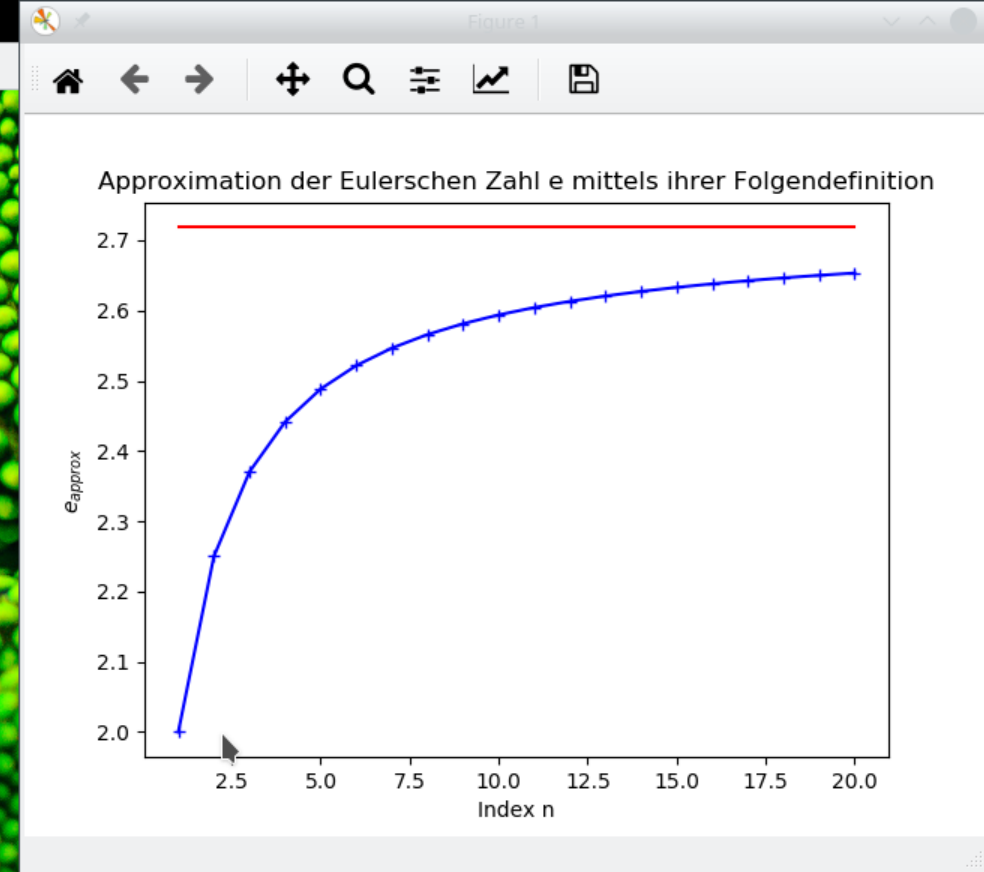 Figure 1
Approximation der Eulerschen Zahl e mittels ihrer Folgendefinition
2.7
2.6
2.5
2.4
2.3
2.2
2.1
2.0
e_approx
2.5 5.0 7.5 10.0 12.5 15.0 17.5 20.0
Index n